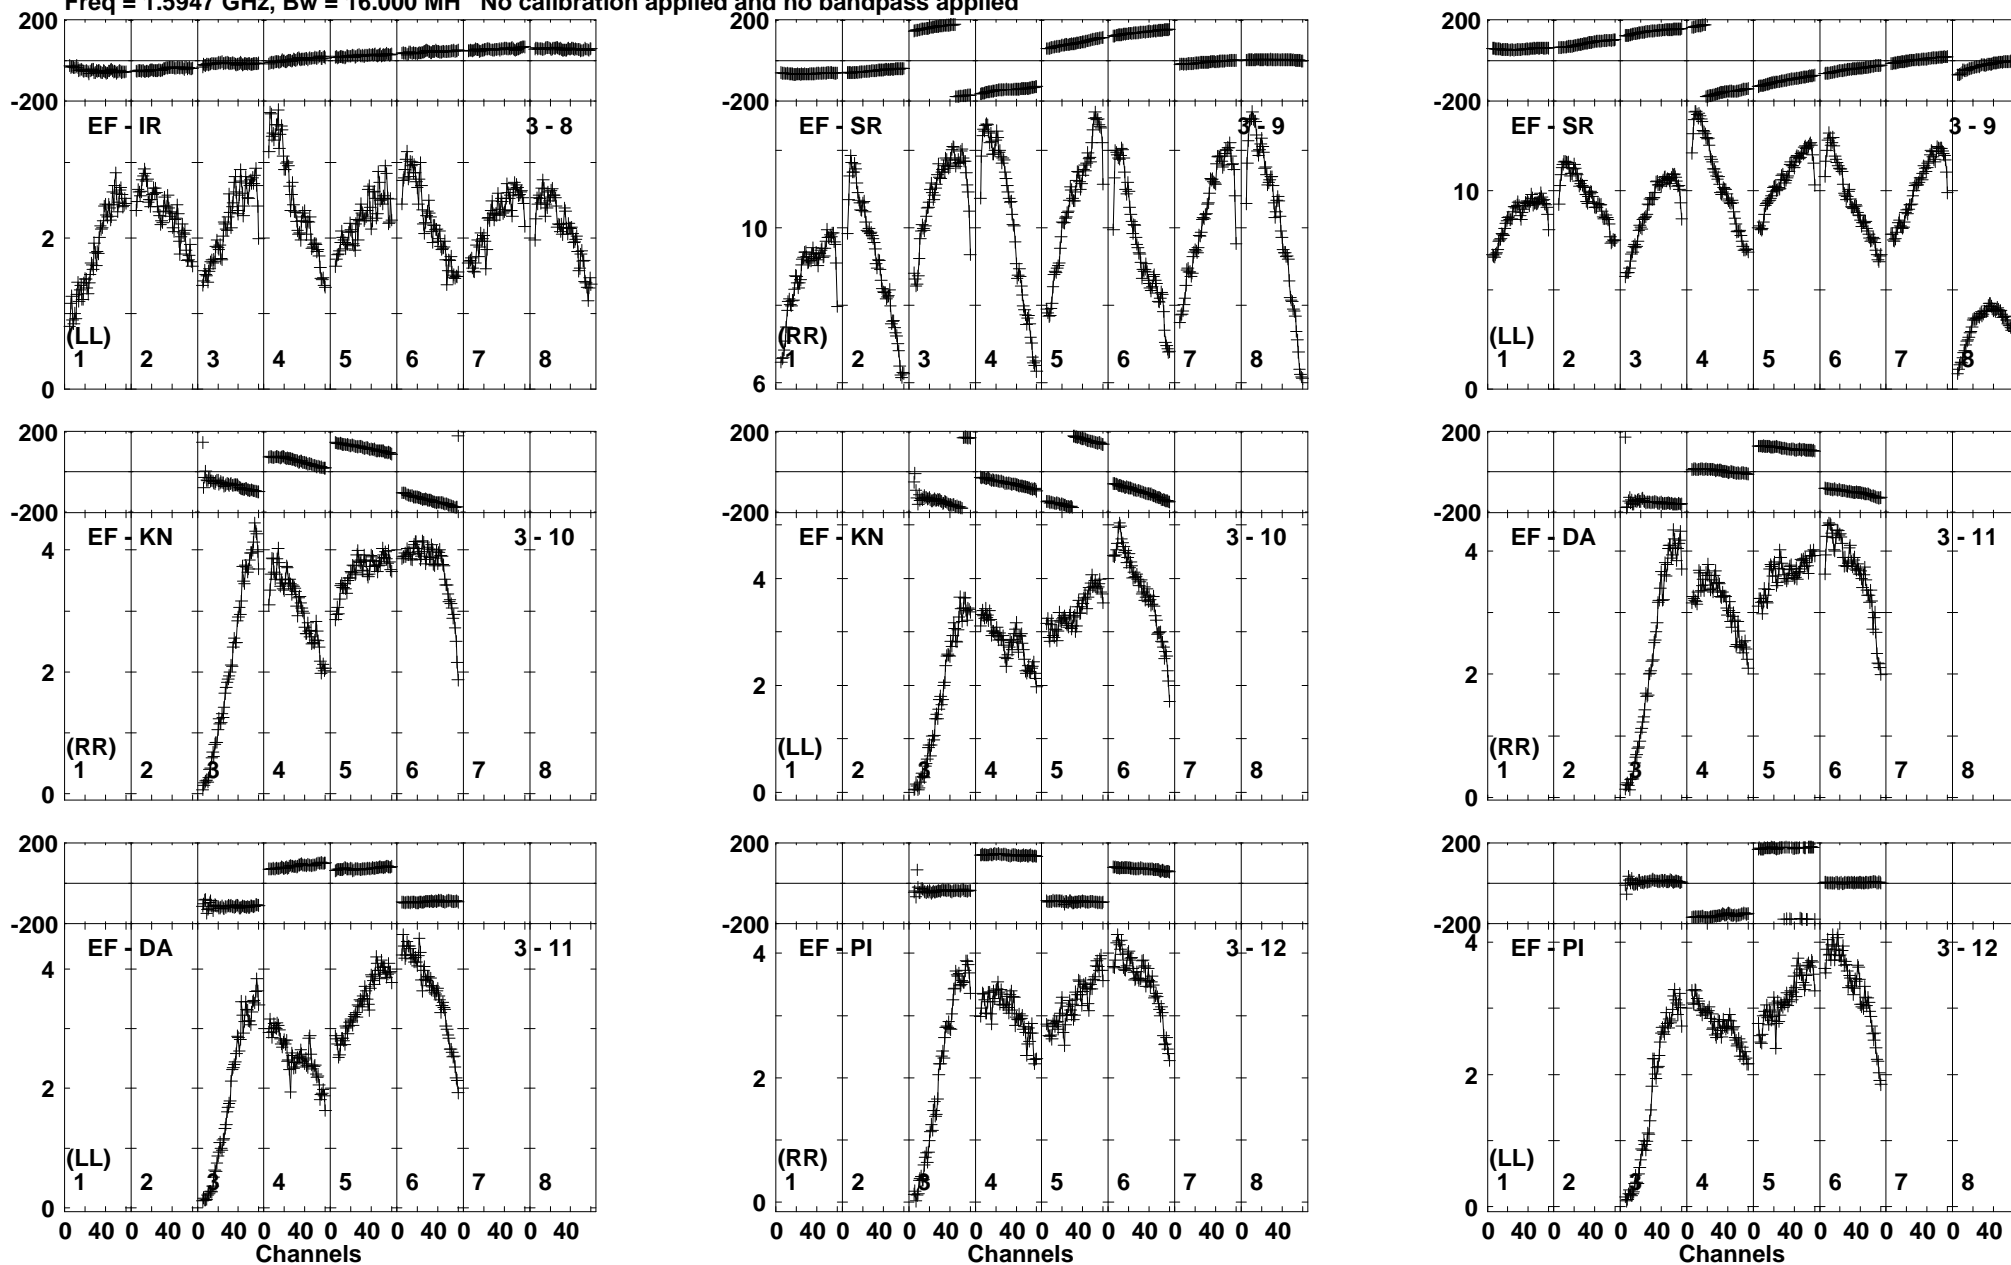 Freq = 1.5947 GHz, Bw = 16.000 MH No calibration applied and no bandpass applied
200 200 200
-200 -200 -200
EF - IR 3 - 8 EF - SR 3 - 9 EF - SR 3 - 9
10
2 10
(LL) (RR) (LL)
1 2 3 4 5 6 7 8 1 2 3 4 5 6 7 8 1 2 3 4 5 6 7 8
0 6 0
200 200 200
-200 -200 -200
EF - KN 3 - 10 EF - KN 3 - 10 EF - DA 3 - 11
4 4 4
2 2 2
(RR) (LL) (RR)
1 2 3 4 5 6 7 8 1 2 3 4 5 6 7 8 1 2 3 4 5 6 7 8
0 0 0
200 200 200
-200 -200 -200
EF - DA 3 - 11 EF - PI 3 - 12 EF - PI 3 - 12
4 4 4
2 2 2
(LL) (RR) (LL)
1 2 3 4 5 6 7 8 1 2 3 4 5 6 7 8 1 2 3 4 5 6 7 8
0 0 0
0 40 0 40 0 40 0 40 0 40 0 40 0 40 0 40 0 40 0 40 0 40 0 40 0 40 0 40 0 40 0 40 0 40 0 40 0 40 0 40 0 40 0 40 0 40 0 40
Channels Channels Channels